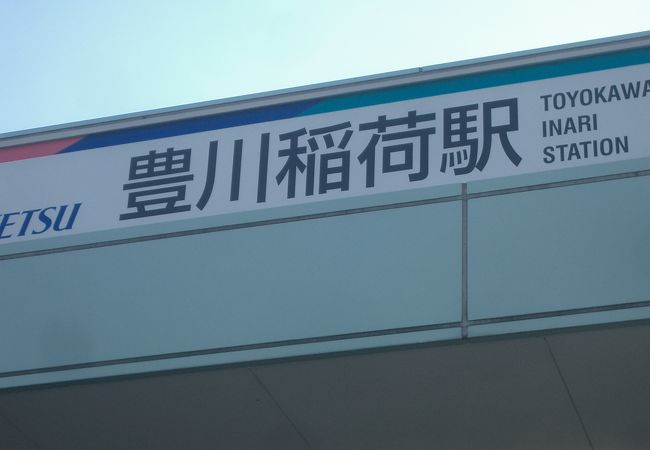 ETSU
豊川稲荷駅
TOYOKAWA
INARI
STATION